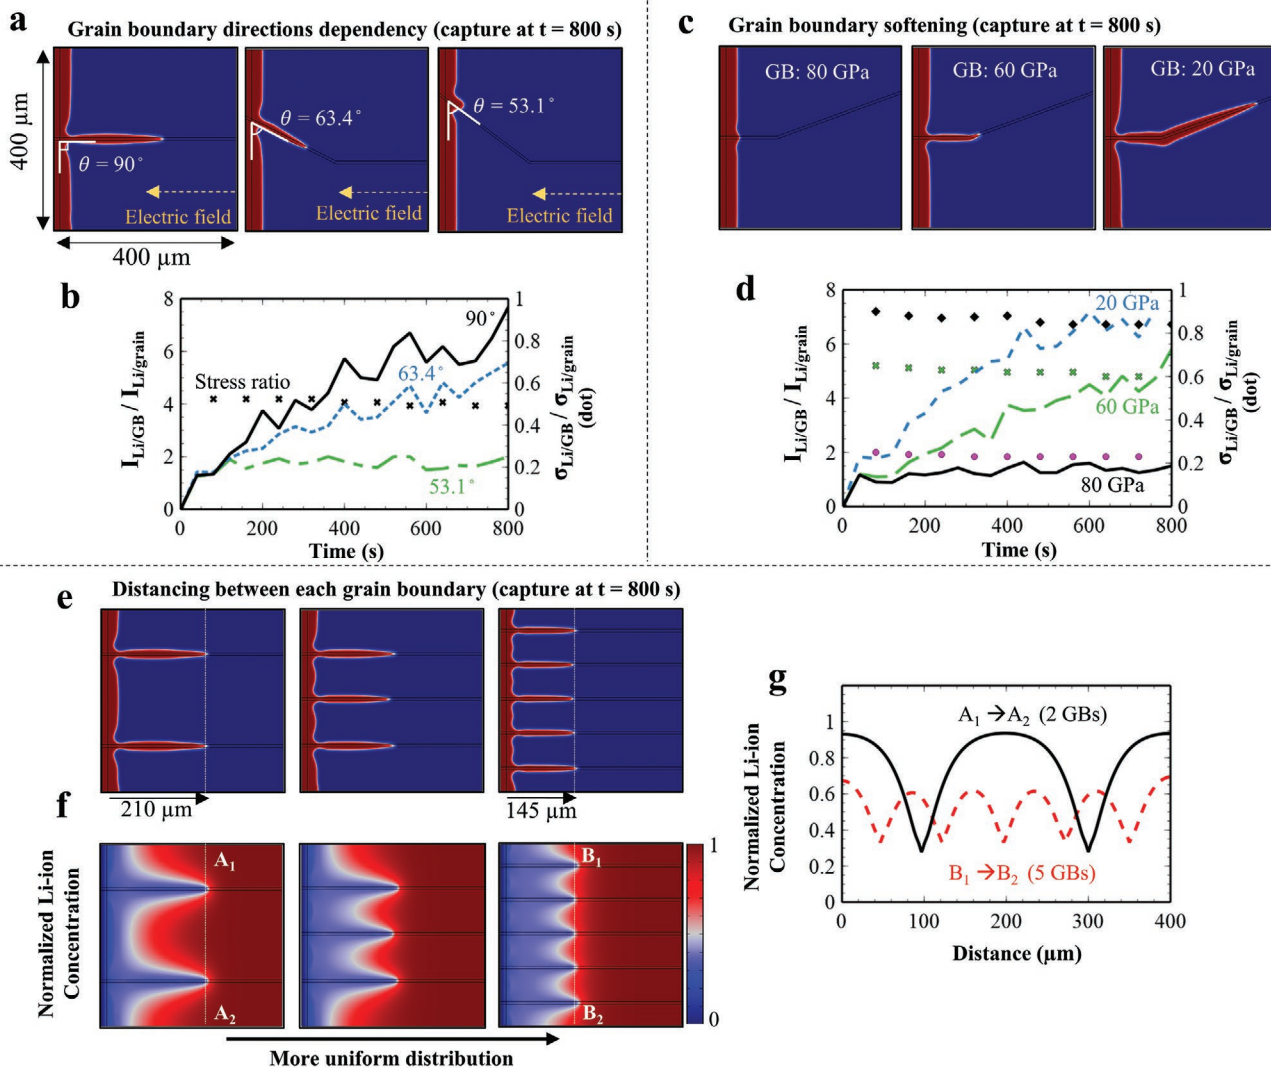 a
Grain boundary directions dependency (capture at t = 800 s)
400 µm
θ = 90°
Electric field
θ = 63.4°
Electric field
θ = 53.1°
Electric field
400 µm
b
I Li/GB / I Li/grain
8
6
4
2
0
90°
Stress ratio
63.4°
53.1°
1
0.8
0.6
0.4
0.2
0
σ Li/GB / σ Li/grain
(dot)
0 200 400 600 800
Time (s)
c
Grain boundary softening (capture at t = 800 s)
GB: 80 GPa
GB: 60 GPa
GB: 20 GPa
d
I Li/GB / I Li/grain
8
6
4
2
0
20 GPa
60 GPa
80 GPa
1
0.8
0.6
0.4
0.2
0
σ Li/GB / σ Li/grain
(dot)
0 200 400 600 800
Time (s)
e
Distancing between each grain boundary (capture at t = 800 s)
210 µm
145 µm
f
Normalized Li-ion
Concentration
A1
A2
B1
B2
1
0
More uniform distribution
g
Normalized Li-ion
Concentration
1
0.8
0.6
0.4
0.2
0
A1 → A2 (2 GBs)
B1 → B2 (5 GBs)
0 100 200 300 400
Distance (µm)